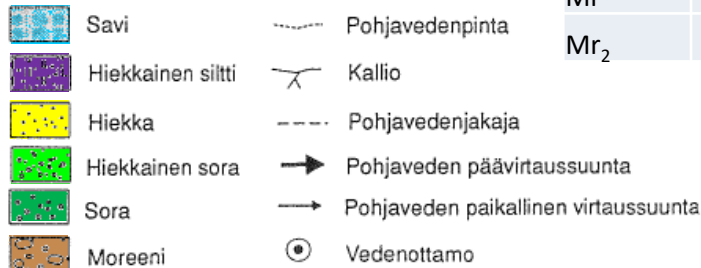 Savi
Hiekkainen siltti
Hiekka
Hiekkainen sora
Sora
Moreeni
Pohjavedenpinta
Kallio
Pohjavedenjakaja
Pohjaveden päävirtaussuunta
Pohjaveden paikallinen virtaussuunta
Vedenottamo
Mr₂